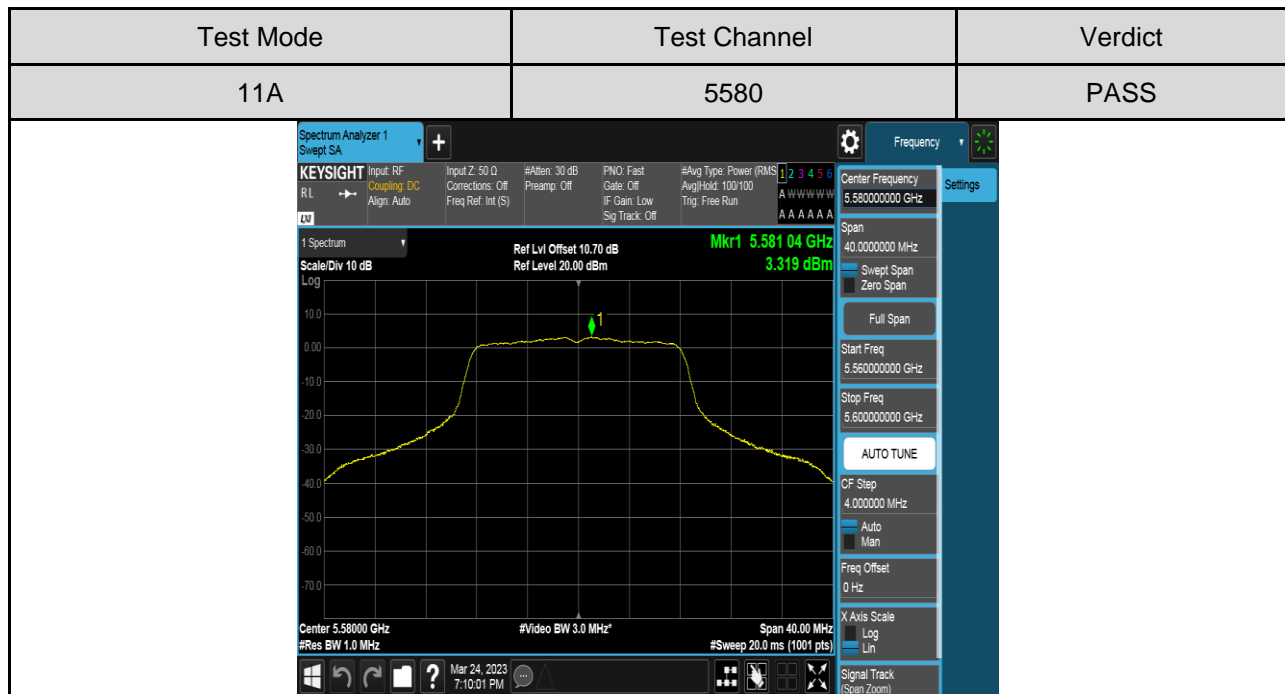 Test Mode Test Channel Verdict
11A 5580 PASS
Spectrum Analyzer 1
Swept SA
+
Frequency
KEYSIGHT Input: RF Input Z: 50 Ω #Atten: 30 dB PNO: Fast #Avg Type: Power (RMS 1 2 3 4 5 6
RL Coupling: DC Corrections: Off Preamp: Off Gate: Off Avg|Hold: 100/100 A W W W W W
Align: Auto Freq Ref: Int (S) IF Gain: Low Trig: Free Run
LXI Sig Track: Off A A A A A A
1 Spectrum Ref Lvl Offset 10.70 dB Mkr1 5.581 04 GHz
Scale/Div 10 dB Ref Level 20.00 dBm 3.319 dBm
Log
1
10.0
0.00
-10.0
-20.0
-30.0
-40.0
-50.0
-60.0
-70.0
Center 5.58000 GHz #Video BW 3.0 MHz* Span 40.00 MHz
#Res BW 1.0 MHz #Sweep 20.0 ms (1001 pts)
? Mar 24, 2023
7:10:01 PM
Center Frequency
5.580000000 GHz
Settings
Span
40.0000000 MHz
Swept Span
Zero Span
Full Span
Start Freq
5.560000000 GHz
Stop Freq
5.600000000 GHz
AUTO TUNE
CF Step
4.000000 MHz
Auto
Man
Freq Offset
0 Hz
X Axis Scale
Log
Lin
Signal Track
(Span Zoom)